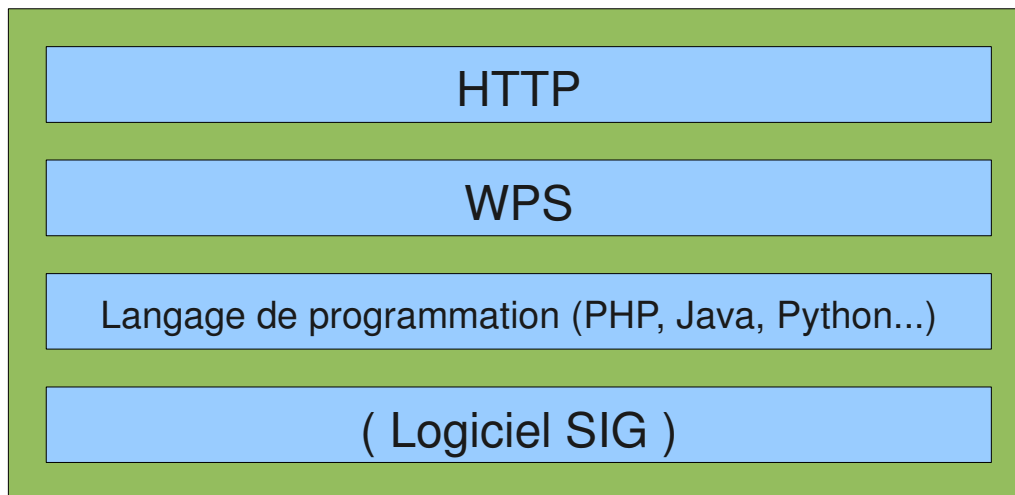 HTTP
WPS
Langage de programmation (PHP, Java, Python...)
( Logiciel SIG )